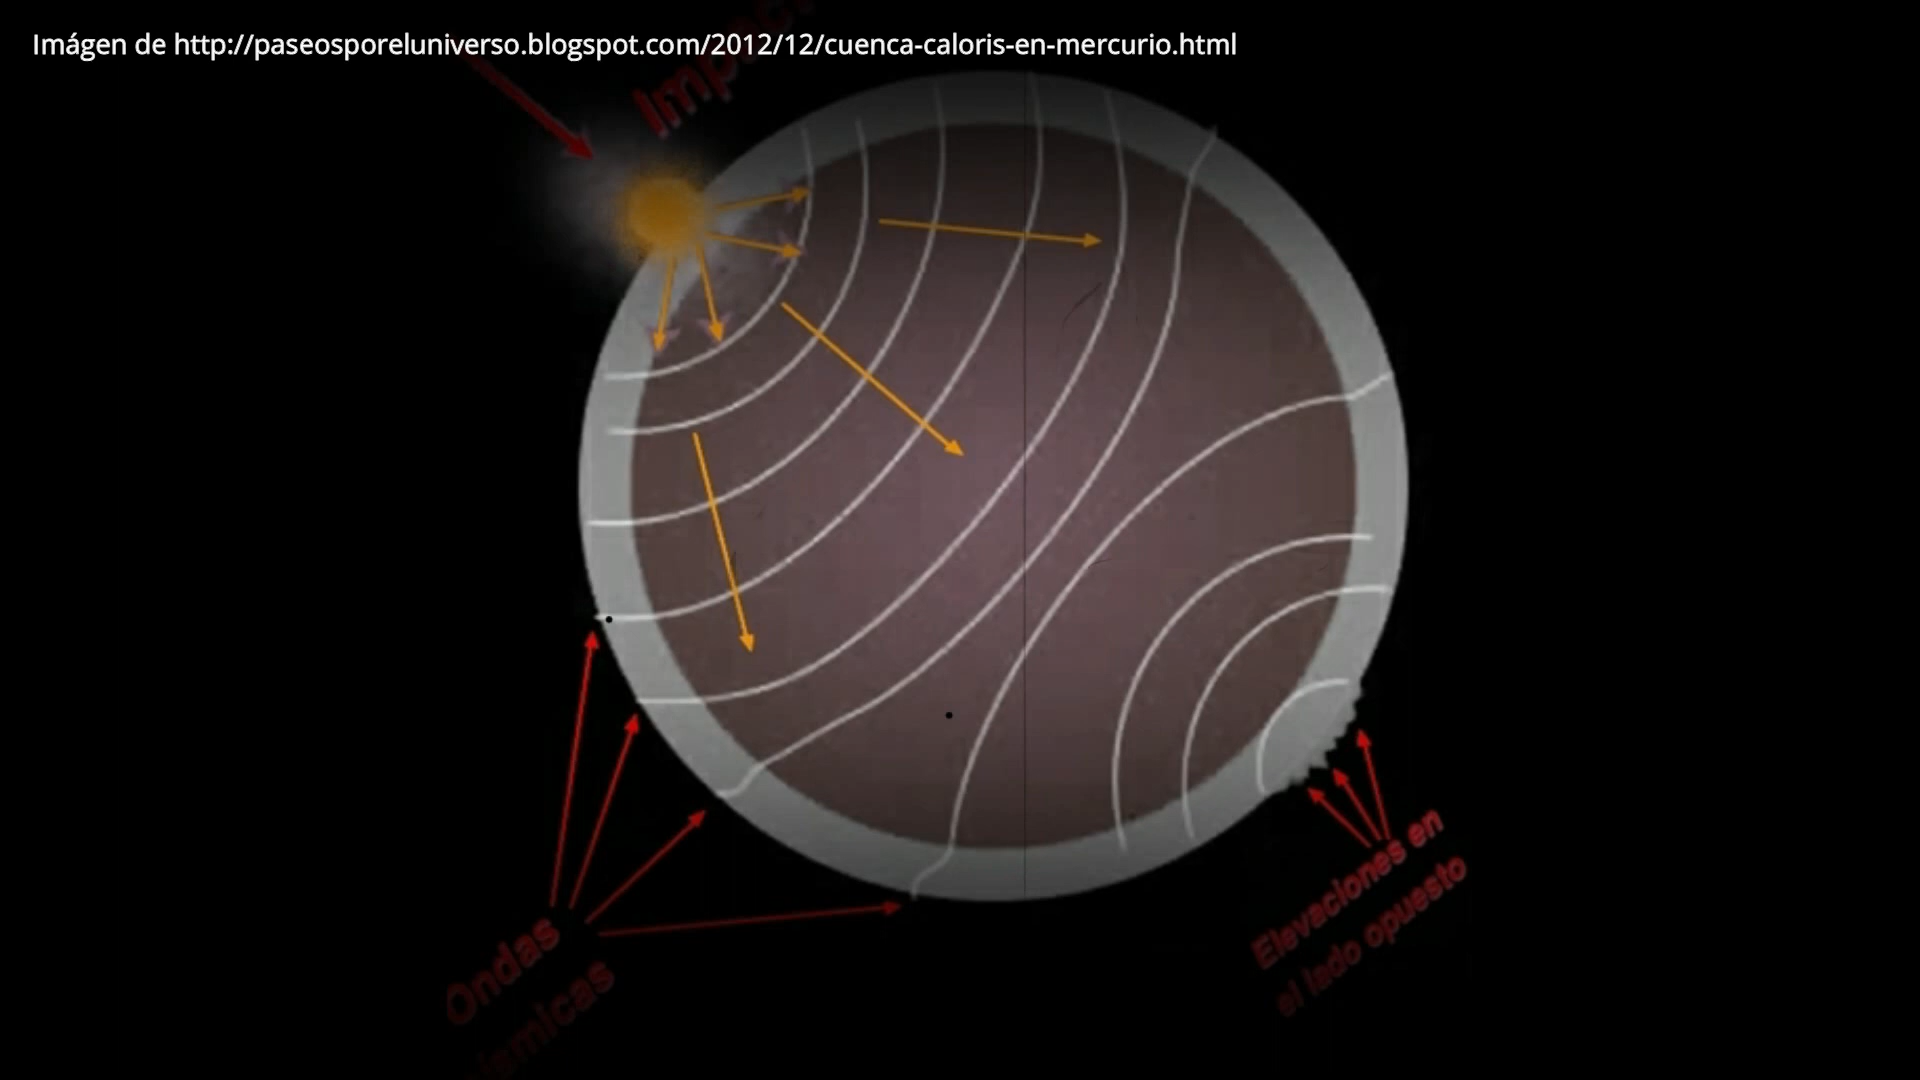 Imágen de http://paseosporeluniverso.blogspot.com/2012/12/cuenca-caloris-en-mercurio.html
Elevaciones en
el lado opuesto
Ondas